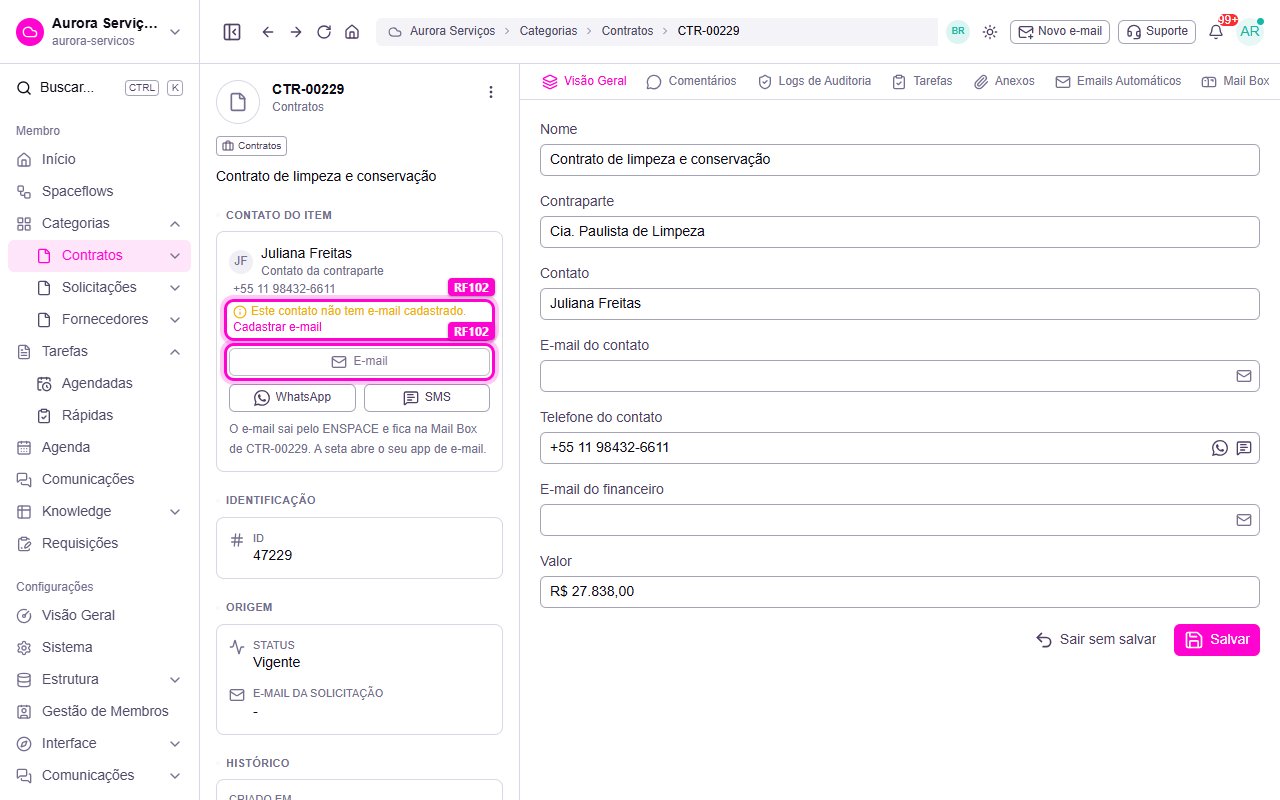 Aurora Serviç...
aurora-servicos
Aurora Serviços
Categorias
Contratos
CTR-00229
BR
Novo e-mail
Suporte
99+
AR
Buscar...
CTRL
K
Membro
Início
Spaceflows
Categorias
Contratos
Solicitações
Fornecedores
Tarefas
Agendadas
Rápidas
Agenda
Comunicações
Knowledge
Requisições
Configurações
Visão Geral
Sistema
Estrutura
Gestão de Membros
Interface
Comunicações
CTR-00229
Contratos
Contratos
Contrato de limpeza e conservação
CONTATO DO ITEM
JF
Juliana Freitas
Contato da contraparte
+55 11 98432-6611
RF102
Este contato não tem e-mail cadastrado.
Cadastrar e-mail
RF102
E-mail
WhatsApp
SMS
O e-mail sai pelo ENSPACE e fica na Mail Box
de CTR-00229. A seta abre o seu app de e-mail.
IDENTIFICAÇÃO
ID
47229
ORIGEM
STATUS
Vigente
E-MAIL DA SOLICITAÇÃO
-
HISTÓRICO
CRIADO EM
Visão Geral
Comentários
Logs de Auditoria
Tarefas
Anexos
Emails Automáticos
Mail Box
Nome
Contrato de limpeza e conservação
Contraparte
Cia. Paulista de Limpeza
Contato
Juliana Freitas
E-mail do contato
Telefone do contato
+55 11 98432-6611
E-mail do financeiro
Valor
R$ 27.838,00
Sair sem salvar
Salvar